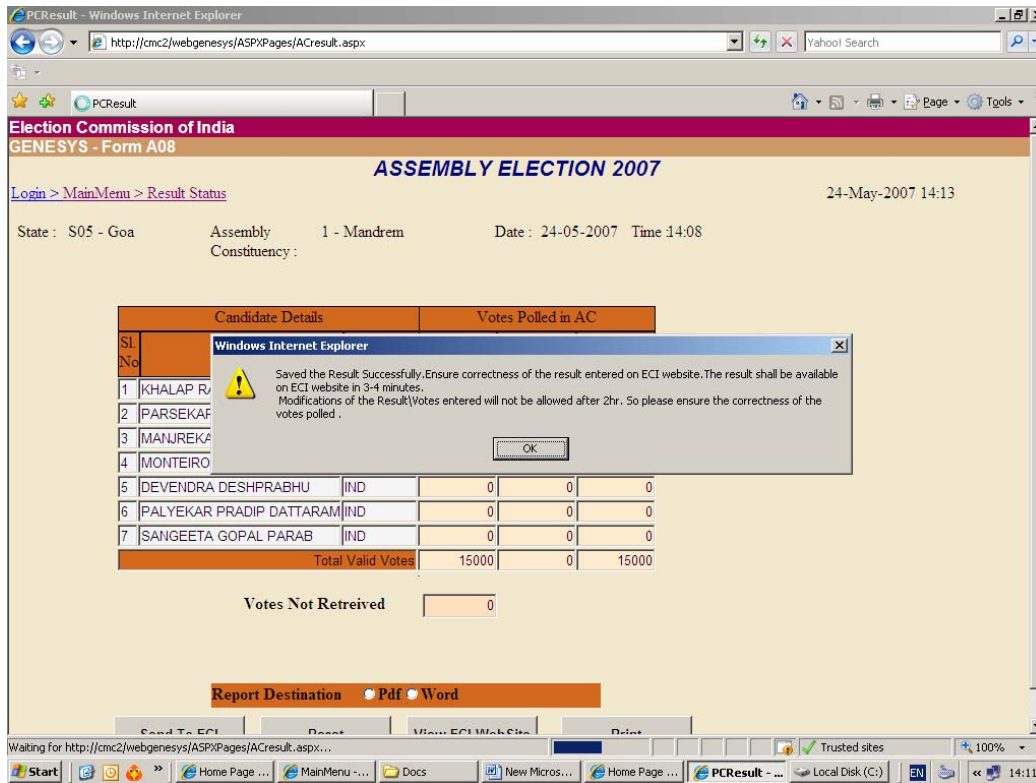 PCResult - Windows Internet Explorer
http://cmc2/webgenesys/ASPXPages/ACresult.aspx
Yahoo! Search
PCResult
Page
Tools
Election Commission of India
GENESYS - Form A08
ASSEMBLY ELECTION 2007
Login > MainMenu > Result Status
24-May-2007 14:13
State : S05 - Goa Assembly Constituency : 1 - Mandrem Date : 24-05-2007 Time :14:08
Candidate Details Votes Polled in AC
Sl. No
Windows Internet Explorer
Saved the Result Successfully.Ensure correctness of the result entered on ECI website.The result shall be available
on ECI website in 3-4 minutes.
Modifications of the Result\Votes entered will not be allowed after 2hr. So please ensure the correctness of the
votes polled .
OK
1 KHALAP
2 PARSEKAR
3 MANJREKA
4 MONTEIRO
5 DEVENDRA DESHPRABHU IND 0 0 0
6 PALYEKAR PRADIP DATTARAM IND 0 0 0
7 SANGEETA GOPAL PARAB IND 0 0 0
Total Valid Votes 15000 0 15000
Votes Not Retreived 0
Report Destination Pdf Word
Send To ECI Reset View ECI WebSite Print
Waiting for http://cmc2/webgenesys/ASPXPages/ACresult.aspx...
Trusted sites
100%
Start
Home Page ...
MainMenu -...
Docs
New Micros...
Home Page ...
PCResult - ...
Local Disk (C:)
EN